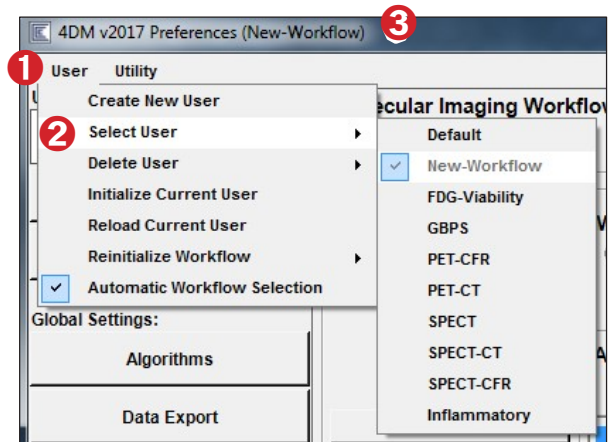 4DM v2017 Preferences (New-Workflow) 3
1 User Utility
Create New User
2 Select User
Delete User
Initialize Current User
Reload Current User
Reinitialize Workflow
Automatic Workflow Selection
ecular Imaging Workflo
Default
New-Workflow
FDG-Viability
GBPS
PET-CFR
PET-CT
SPECT
SPECT-CT
SPECT-CFR
Inflammatory
Global Settings:
Algorithms
Data Export